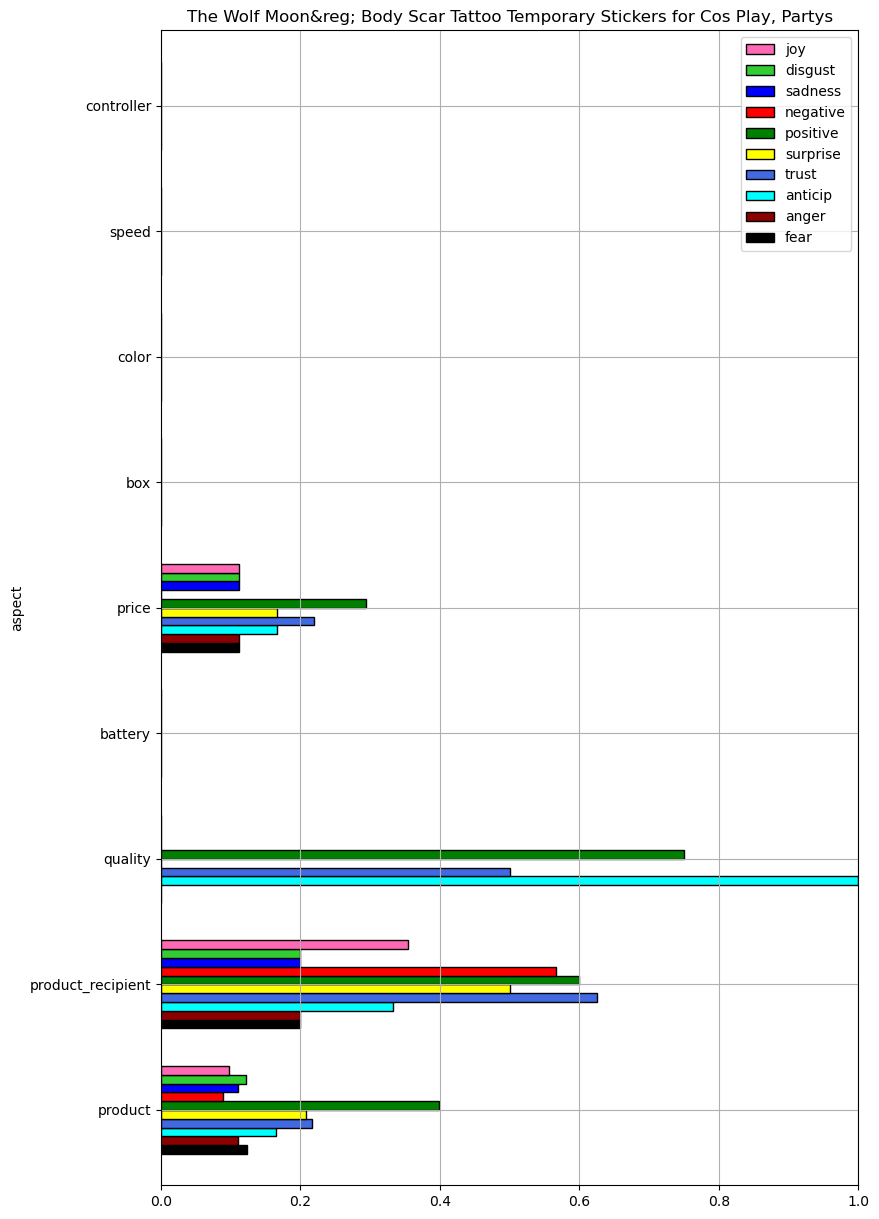 The Wolf Moon&reg; Body Scar Tattoo Temporary Stickers for Cos Play, Partys
joy
disgust
sadness
negative
positive
surprise
trust
anticip
anger
fear
controller
speed
color
box
price
battery
quality
product_recipient
product
aspect
0.0 0.2 0.4 0.6 0.8 1.0